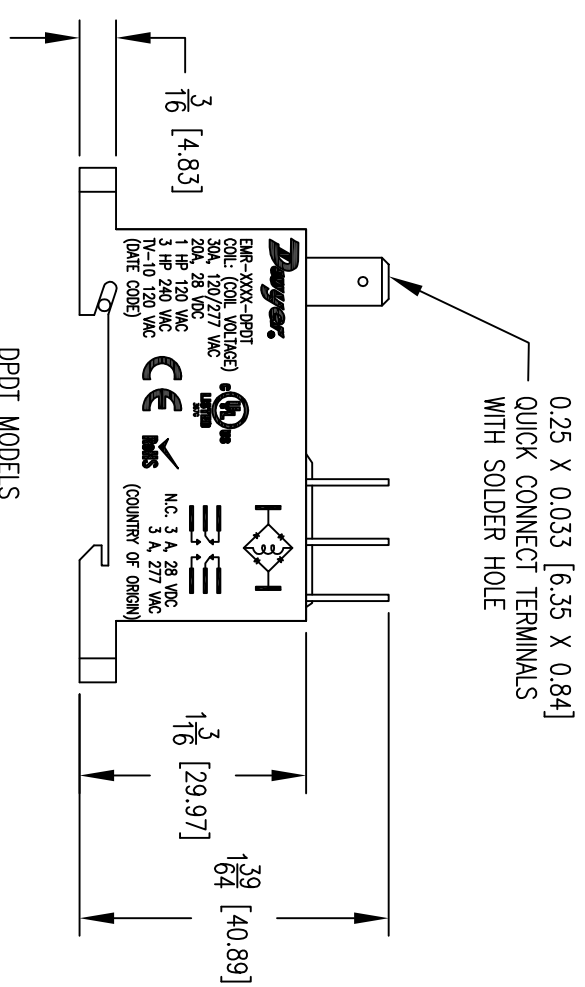 0.25 X 0.033 [6.35 X 0.84]
QUICK CONNECT TERMINALS
WITH SOLDER HOLE
3/16 [4.83]
Dwyer®
EMR-XXXX-DPDT
COIL: (COIL VOLTAGE)
30A, 120/277 VAC
20A, 28 VDC
1 HP 120 VAC
3 HP 240 VAC
TV-10 120 VAC
(DATE CODE)
C UL US
LISTED
CE
RoHS
N.C. 3 A, 28 VDC
3 A, 277 VAC
(COUNTRY OF ORIGIN)
1 3/16 [29.97]
1 39/64 [40.89]
DPDT MODELS